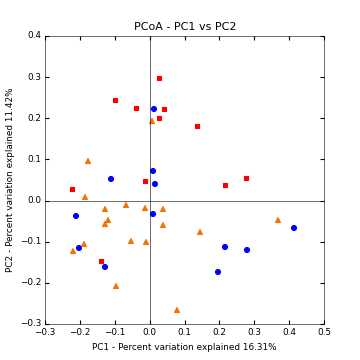 PCoA - PC1 vs PC2
PC2 - Percent variation explained 11.42%
0.4
0.3
0.2
0.1
0.0
−0.1
−0.2
−0.3
−0.3 −0.2 −0.1 0.0 0.1 0.2 0.3 0.4 0.5
PC1 - Percent variation explained 16.31%